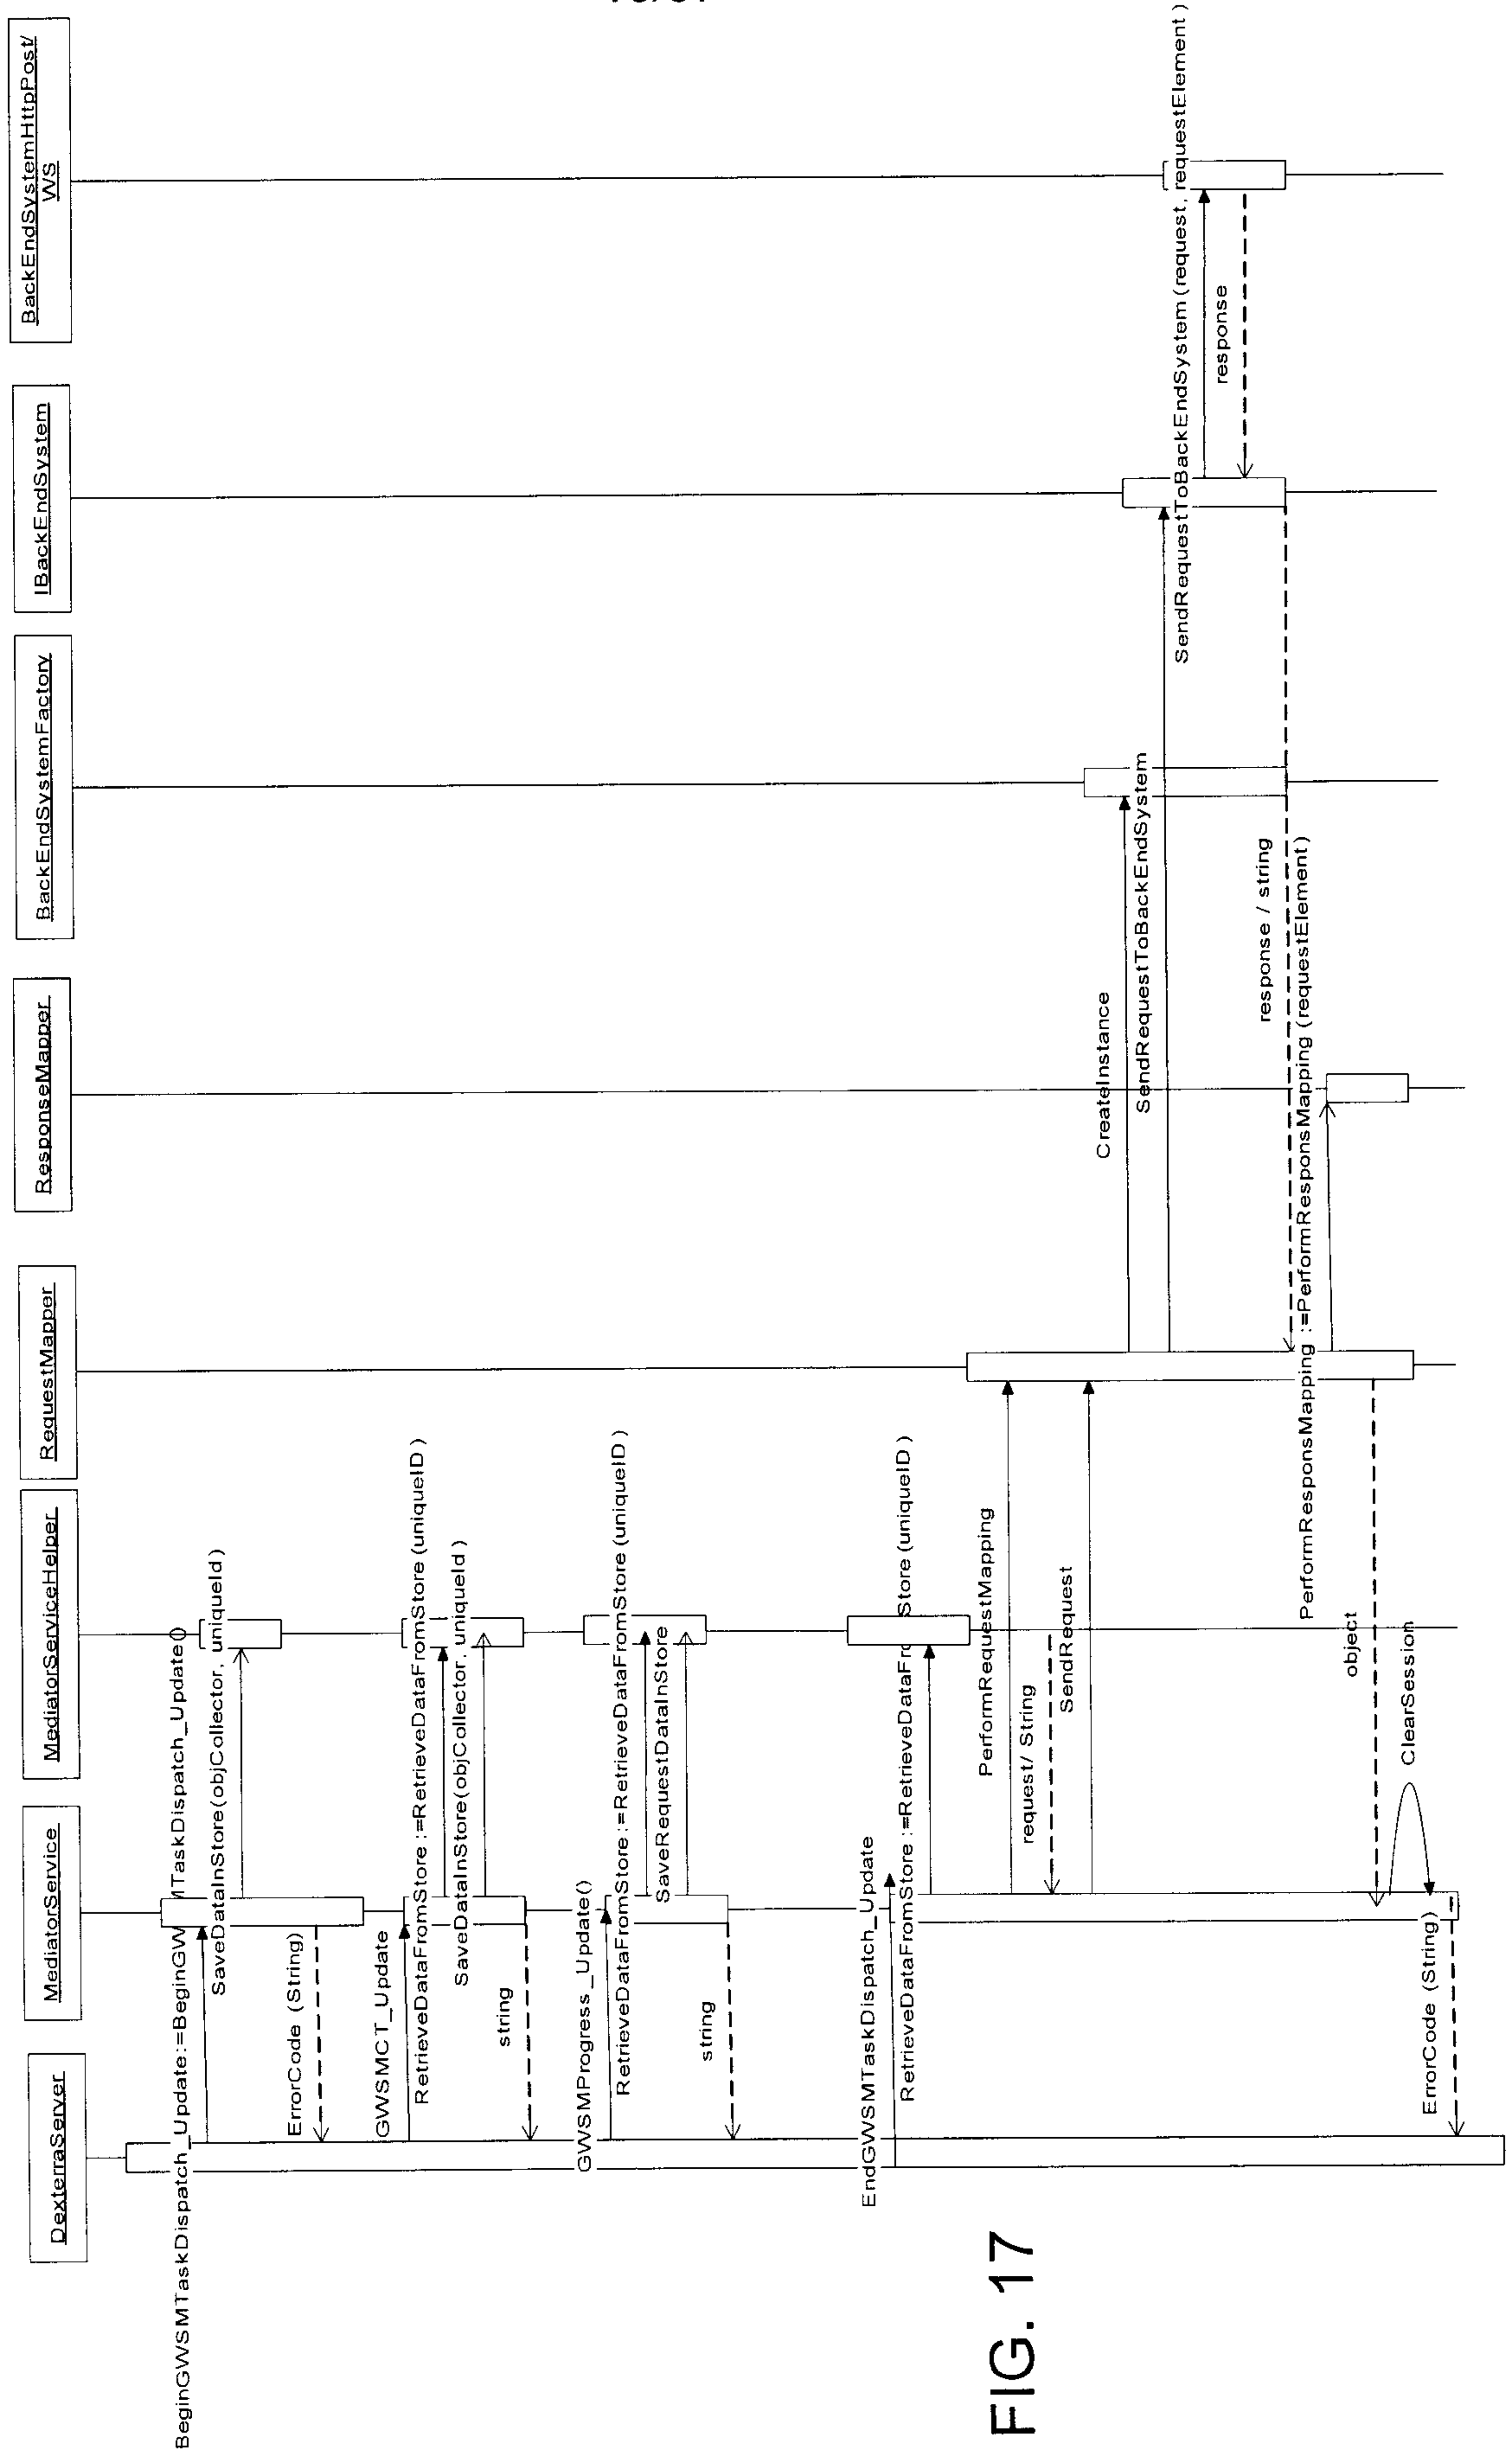 DexterraServer
MediatorService
MediatorServiceHelper
RequestMapper
ResponseMapper
BackEndSystemFactory
IBackEndSystem
BackEndSystemHttpPost/
WS
BeginGWSMTaskDispatch_Update:=BeginGWSMTaskDispatch_Update()
SaveDataInStore(objCollector, uniqueId)
ErrorCode (String)
GWSMCT_Update
RetrieveDataFromStore:=RetrieveDataFromStore(uniqueID)
SaveDataInStore(objCollector, uniqueId)
string
GWSMProgress_Update()
RetrieveDataFromStore:=RetrieveDataFromStore(uniqueID)
SaveRequestDataInStore
string
EndGWSMTaskDispatch_Update
RetrieveDataFromStore:=RetrieveDataFromStore(uniqueID)
PerformRequestMapping
request/ String
SendRequest
CreateInstance
SendRequestToBackEndSystem
SendRequestToBackEndSystem(request, requestElement)
response
response / string
PerformResponsMapping:=PerformResponsMapping(requestElement)
object
ClearSession
ErrorCode (String)
FIG. 17